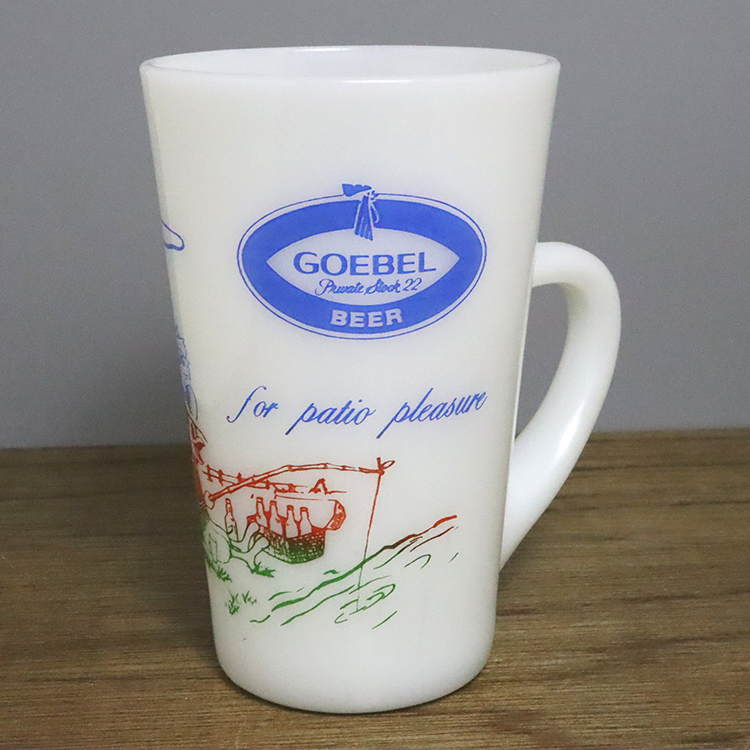 GOEBEL
Private Stock 22
BEER
for patio pleasure